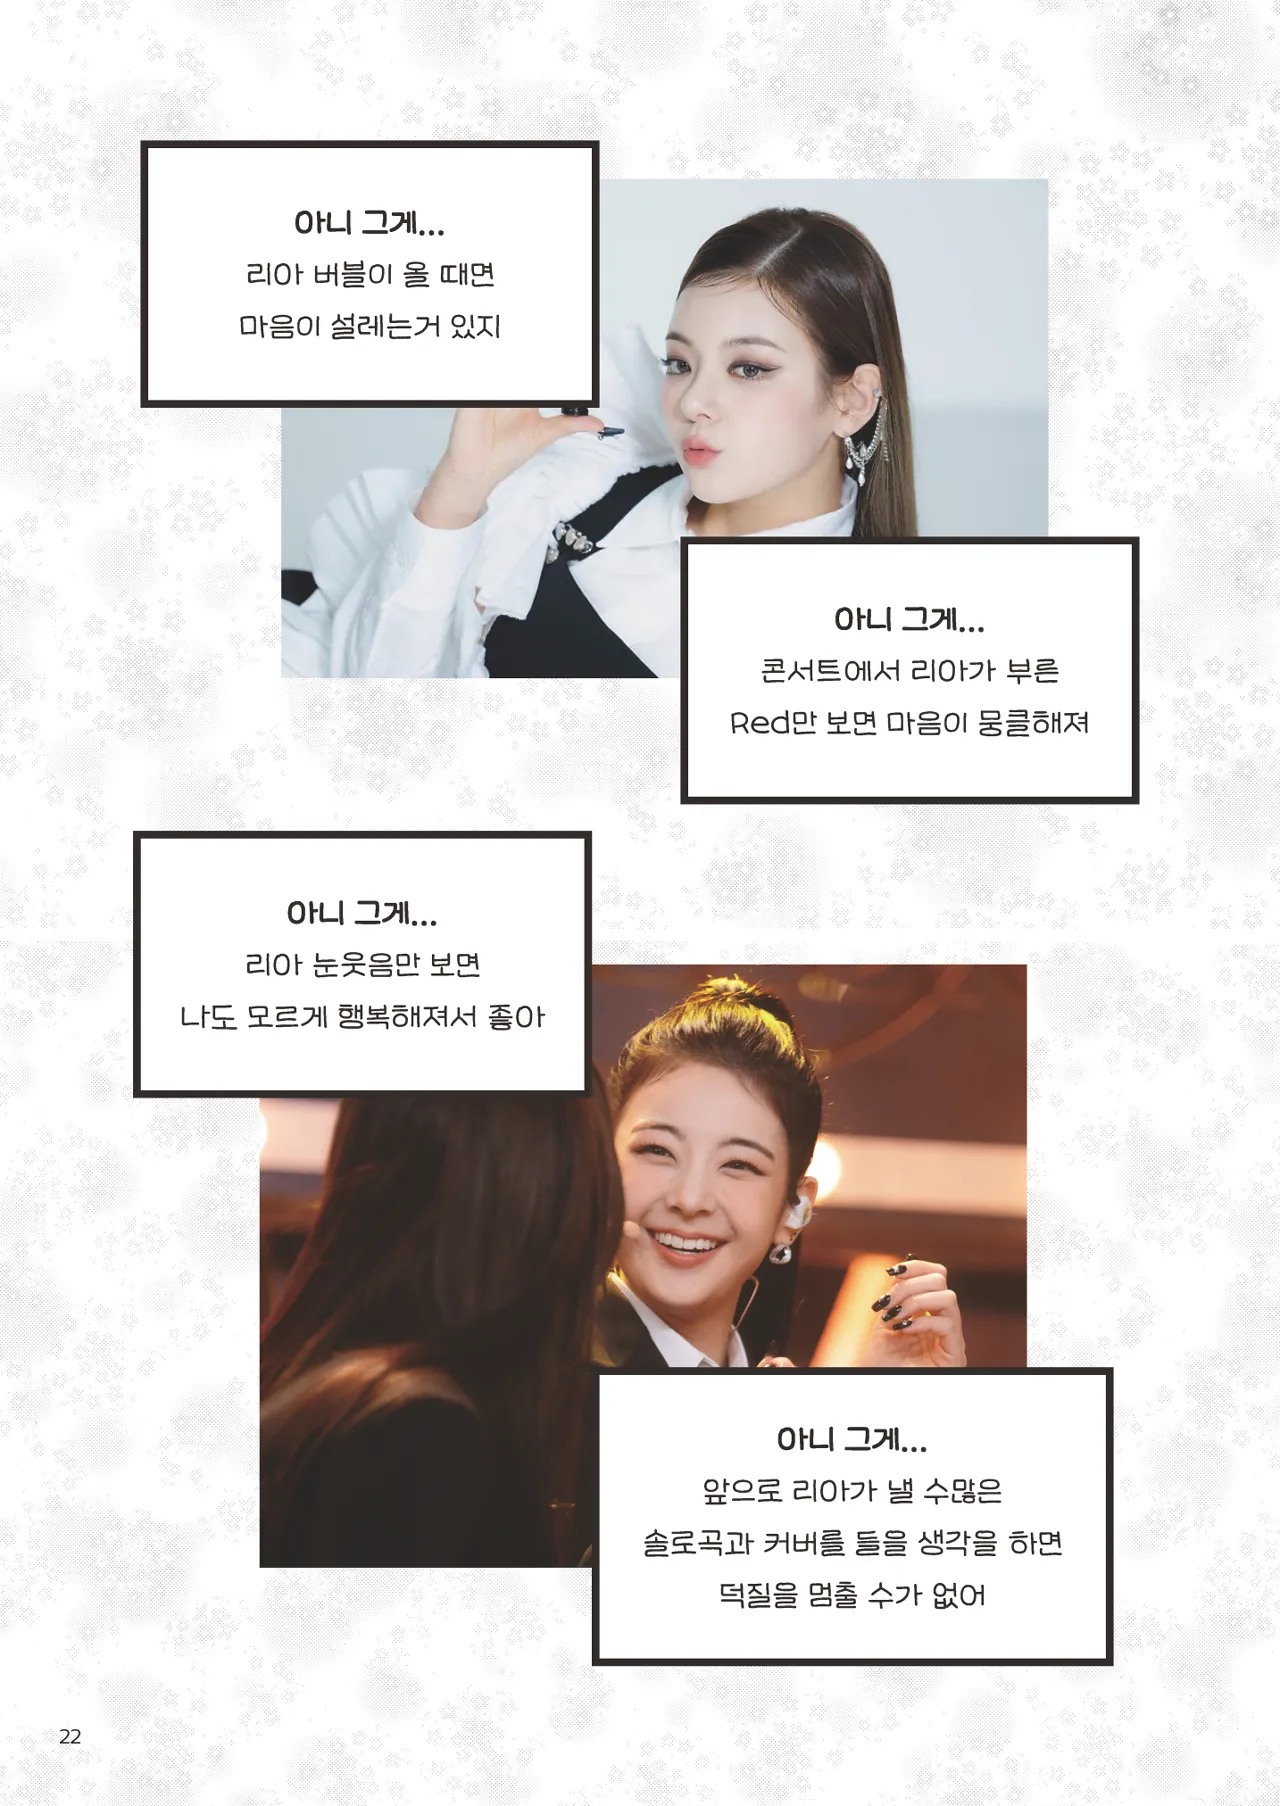 아니 그게...
리아 버블이 올 때면
마음이 설레는거 있지
아니 그게...
콘서트에서 리아가 부른
Red만 보면 마음이 뭉클해져
아니 그게...
리아 눈웃음만 보면
나도 모르게 행복해져서 좋아
아니 그게...
앞으로 리아가 낼 수많은
솔로곡과 커버를 들을 생각을 하면
덕질을 멈출 수가 없어
22